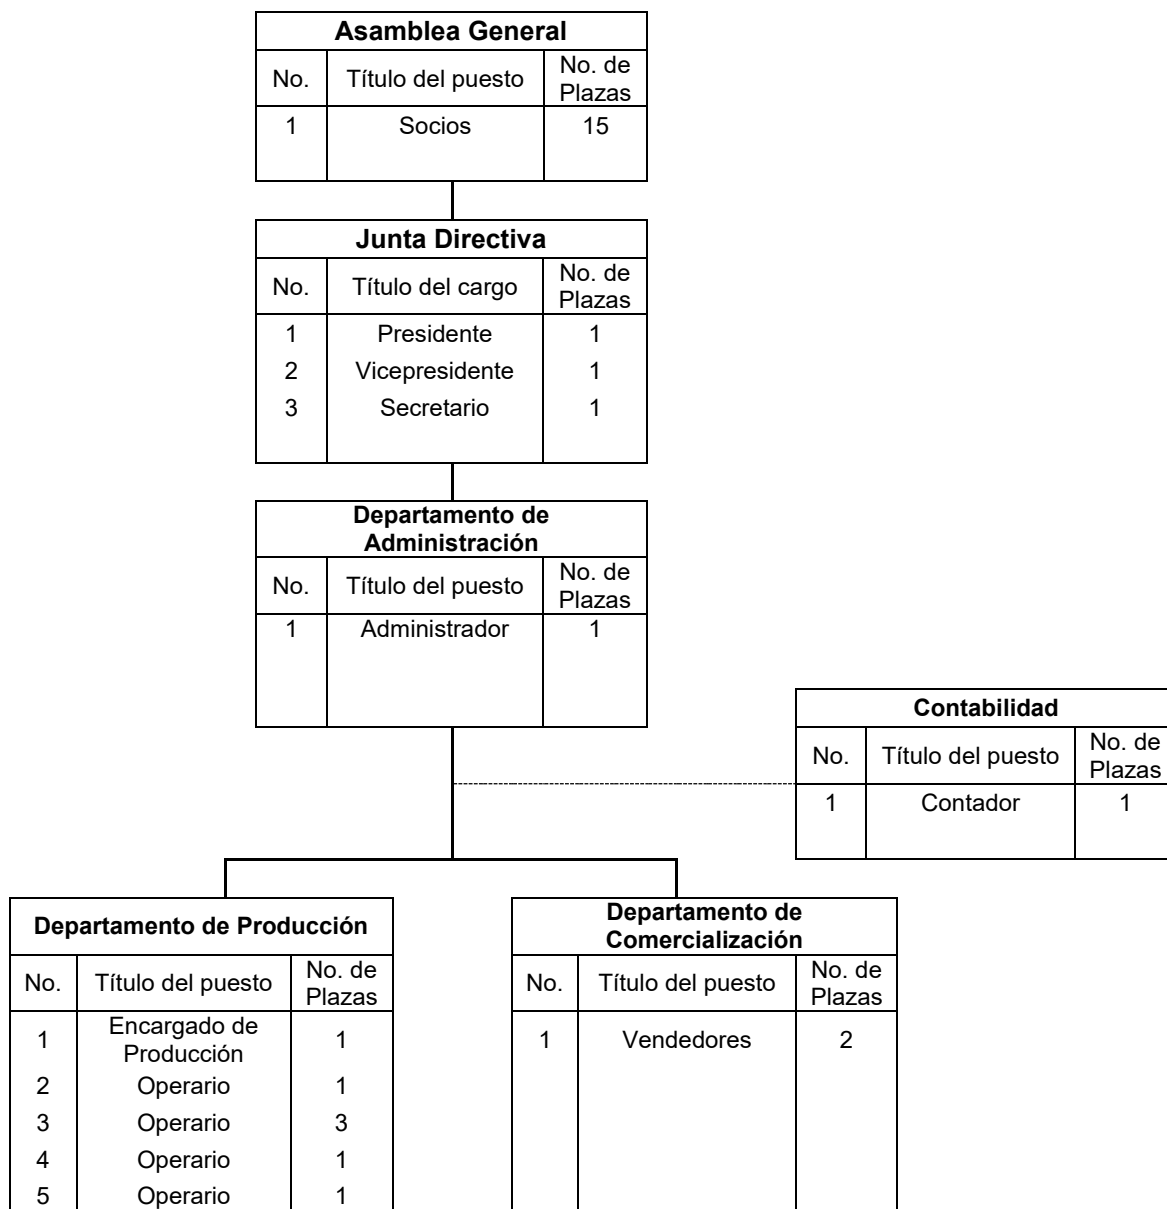 Asamblea General
No. Título del puesto No. de
Plazas
1 Socios 15
Junta Directiva
No. Título del cargo No. de
Plazas
1 Presidente 1
2 Vicepresidente 1
3 Secretario 1
Departamento de
Administración
No. Título del puesto No. de
Plazas
1 Administrador 1
Contabilidad
No. Título del puesto No. de
Plazas
1 Contador 1
Departamento de Producción
No. Título del puesto No. de
Plazas
1 Encargado de
Producción 1
2 Operario 1
3 Operario 3
4 Operario 1
5 Operario 1
Departamento de
Comercialización
No. Título del puesto No. de
Plazas
1 Vendedores 2